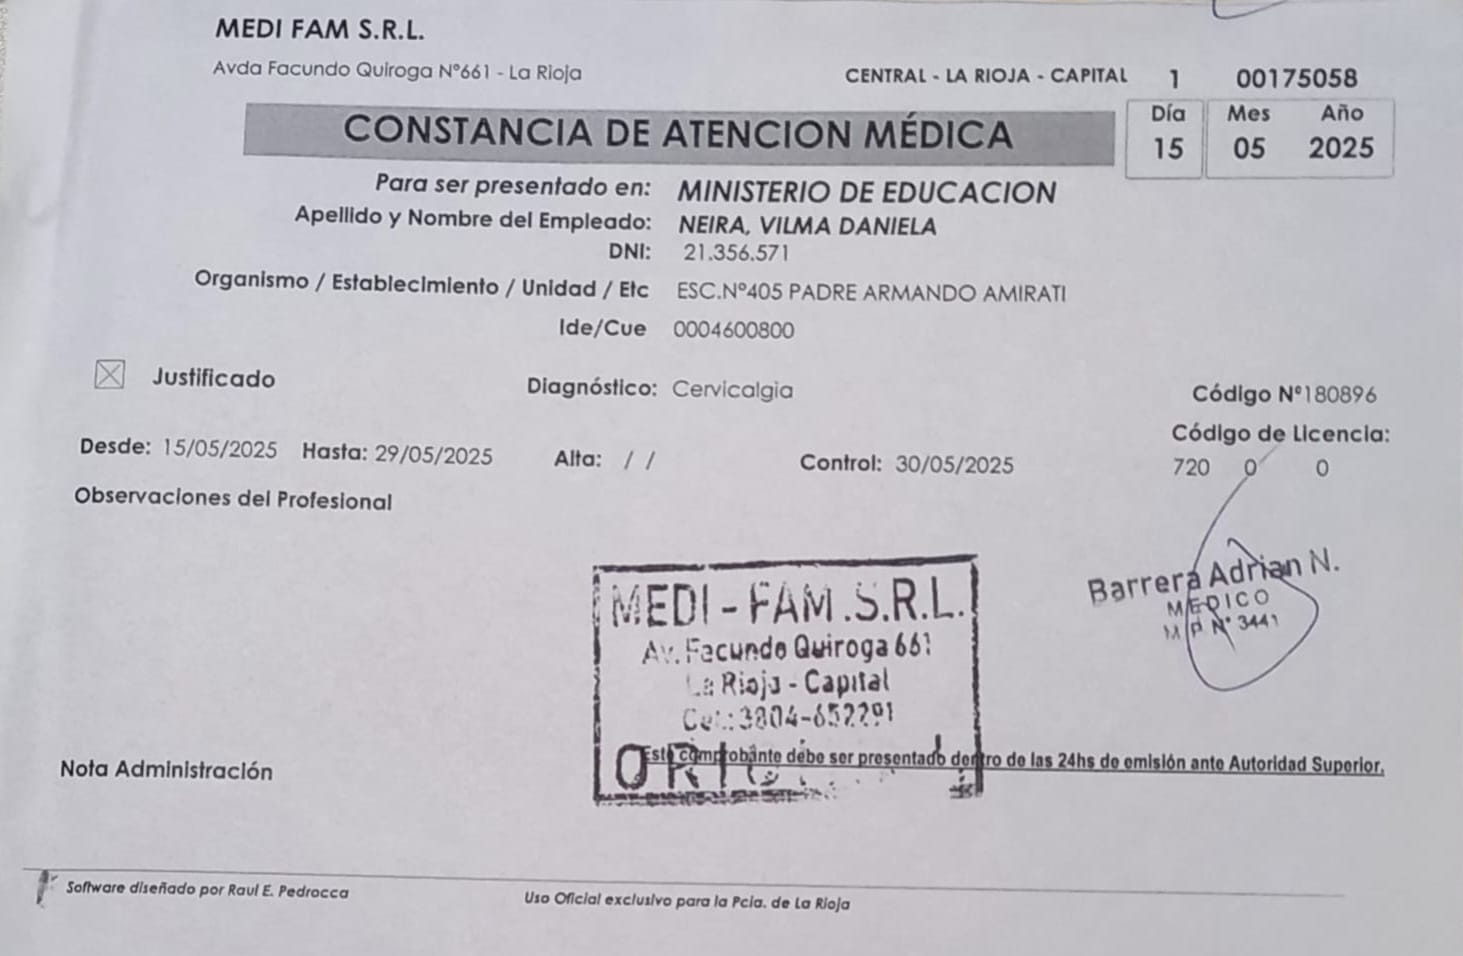 MEDI FAM S.R.L.
Avda Facundo Quiroga Nº661 - La Rioja
CENTRAL - LA RIOJA - CAPITAL 1 00175058
CONSTANCIA DE ATENCION MÉDICA
Día Mes Año
15 05 2025
Para ser presentado en: MINISTERIO DE EDUCACION
Apellido y Nombre del Empleado: NEIRA, VILMA DANIELA
DNI: 21.356.571
Organismo / Establecimiento / Unidad / Etc ESC.Nº405 PADRE ARMANDO AMIRATI
Ide/Cue 0004600800
Justificado Diagnóstico: Cervicalgia Código Nº180896
Código de Licencia:
Desde: 15/05/2025 Hasta: 29/05/2025 Alta: / / Control: 30/05/2025 720 0 0
Observaciones del Profesional
Barrera Adrian N.
MEDICO
M.P. Nº 3441
MEDI - FAM .S.R.L.
Av. Facundo Quiroga 661
La Rioja - Capital
Cel.: 3804-652291
Este comprobante debe ser presentado dentro de las 24hs de emisión ante Autoridad Superior.
Nota Administración
Software diseñado por Raul E. Pedrocca
Uso Oficial exclusivo para la Pcia. de La Rioja